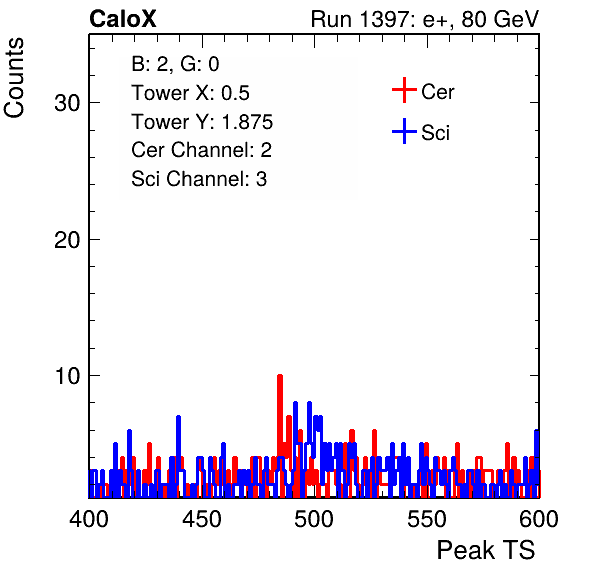 CaloX Run 1397: e+, 80 GeV
B: 2, G: 0
Tower X: 0.5
Tower Y: 1.875
Cer Channel: 2
Sci Channel: 3
Cer
Sci
Counts
30
20
10
400 450 500 550 600
Peak TS